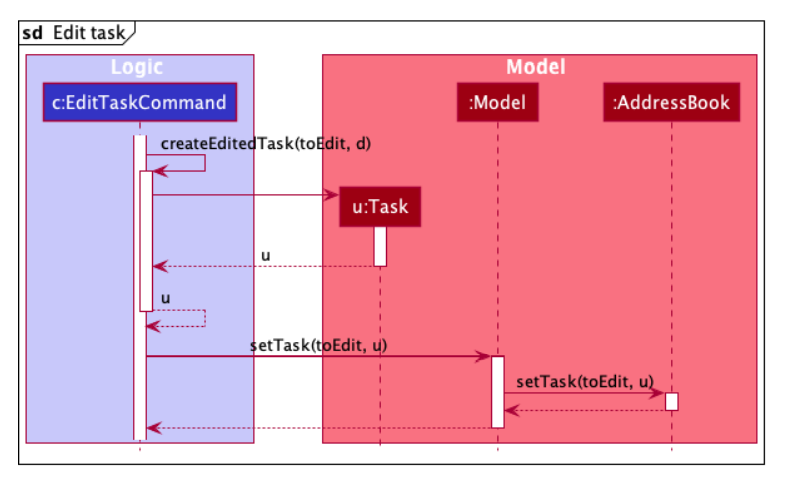 sd Edit task
Logic
Model
c:EditTaskCommand
:Model
:AddressBook
createEditedTask(toEdit, d)
u:Task
u
u
setTask(toEdit, u)
setTask(toEdit, u)